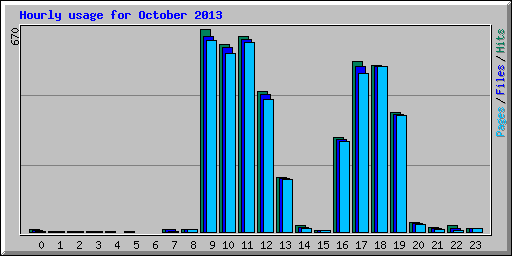 Hourly usage for October 2013
670
Pages/Files/Hits
0 1 2 3 4 5 6 7 8 9 10 11 12 13 14 15 16 17 18 19 20 21 22 23